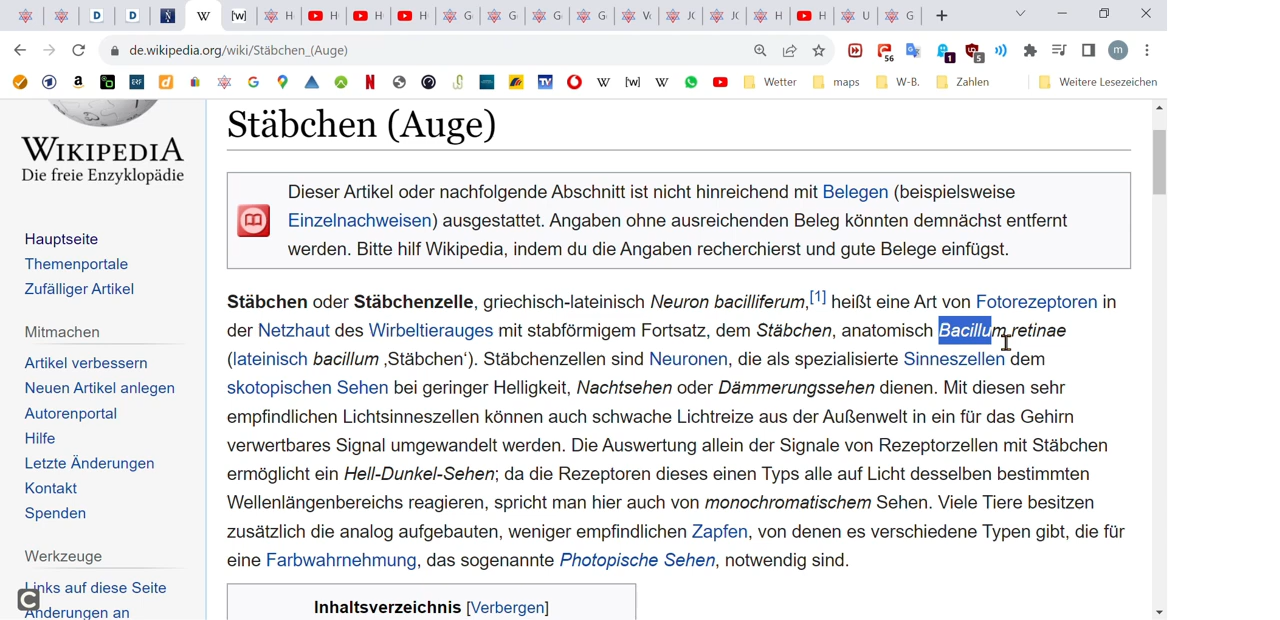 D
D
N
W
[w]
H
H
H
H
G
G
G
G
V
JC
JC
H
H
U
G
de.wikipedia.org/wiki/Stäbchen_(Auge)
56
1
5
m
a
ERF
d
G
N
TV
W
[w]
W
Wetter
maps
W-B.
Zahlen
Weitere Lesezeichen
WIKIPEDIA
Die freie Enzyklopädie
Hauptseite
Themenportale
Zufälliger Artikel
Mitmachen
Artikel verbessern
Neuen Artikel anlegen
Autorenportal
Hilfe
Letzte Änderungen
Kontakt
Spenden
Werkzeuge
Links auf diese Seite
Änderungen an
C
Stäbchen (Auge)
Dieser Artikel oder nachfolgende Abschnitt ist nicht hinreichend mit Belegen (beispielsweise
Einzelnachweisen) ausgestattet. Angaben ohne ausreichenden Beleg könnten demnächst entfernt
werden. Bitte hilf Wikipedia, indem du die Angaben recherchierst und gute Belege einfügst.
Stäbchen oder Stäbchenzelle, griechisch-lateinisch Neuron bacilliferum,[1] heißt eine Art von Fotorezeptoren in
der Netzhaut des Wirbeltierauges mit stabförmigem Fortsatz, dem Stäbchen, anatomisch Bacillum retinae
(lateinisch bacillum ‚Stäbchen‘). Stäbchenzellen sind Neuronen, die als spezialisierte Sinneszellen dem
skotopischen Sehen bei geringer Helligkeit, Nachtsehen oder Dämmerungssehen dienen. Mit diesen sehr
empfindlichen Lichtsinneszellen können auch schwache Lichtreize aus der Außenwelt in ein für das Gehirn
verwertbares Signal umgewandelt werden. Die Auswertung allein der Signale von Rezeptorzellen mit Stäbchen
ermöglicht ein Hell-Dunkel-Sehen; da die Rezeptoren dieses einen Typs alle auf Licht desselben bestimmten
Wellenlängenbereichs reagieren, spricht man hier auch von monochromatischem Sehen. Viele Tiere besitzen
zusätzlich die analog aufgebauten, weniger empfindlichen Zapfen, von denen es verschiedene Typen gibt, die für
eine Farbwahrnehmung, das sogenannte Photopische Sehen, notwendig sind.
Inhaltsverzeichnis [Verbergen]